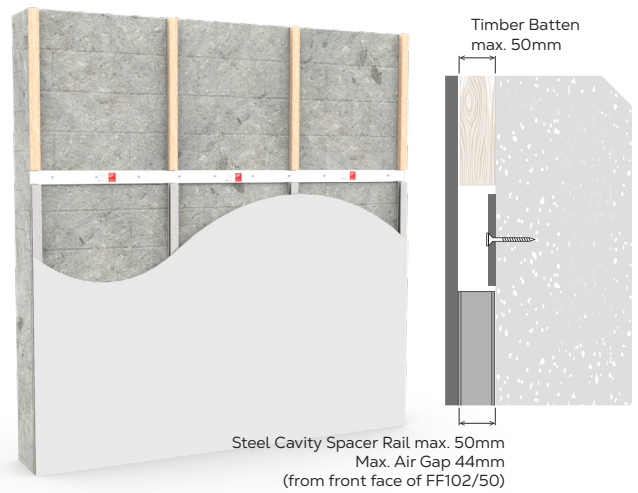 Timber Batten
max. 50mm
Steel Cavity Spacer Rail max. 50mm
Max. Air Gap 44mm
(from front face of FF102/50)